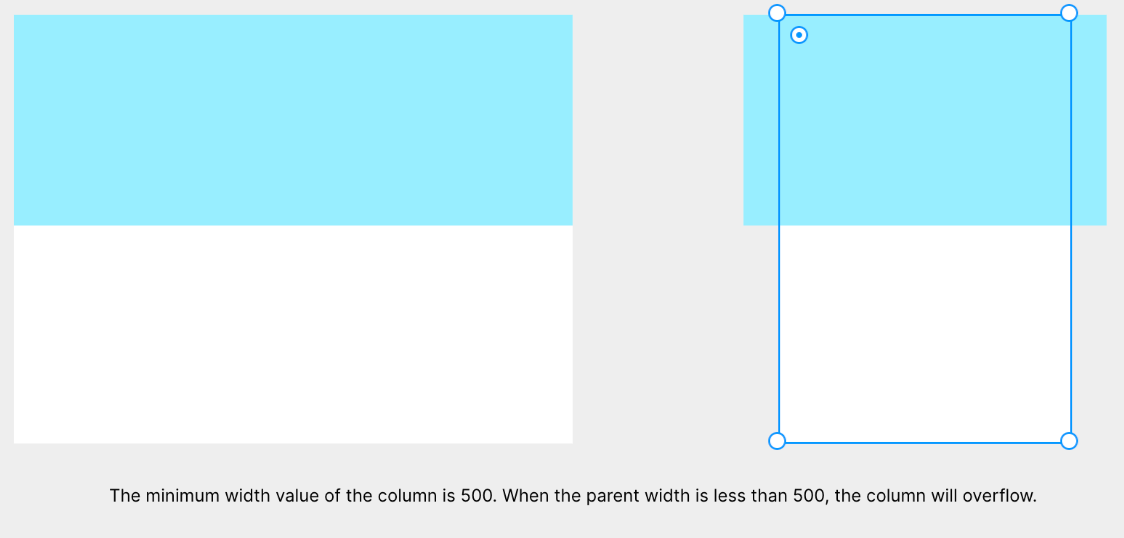 The minimum width value of the column is 500. When the parent width is less than 500, the column will overflow.